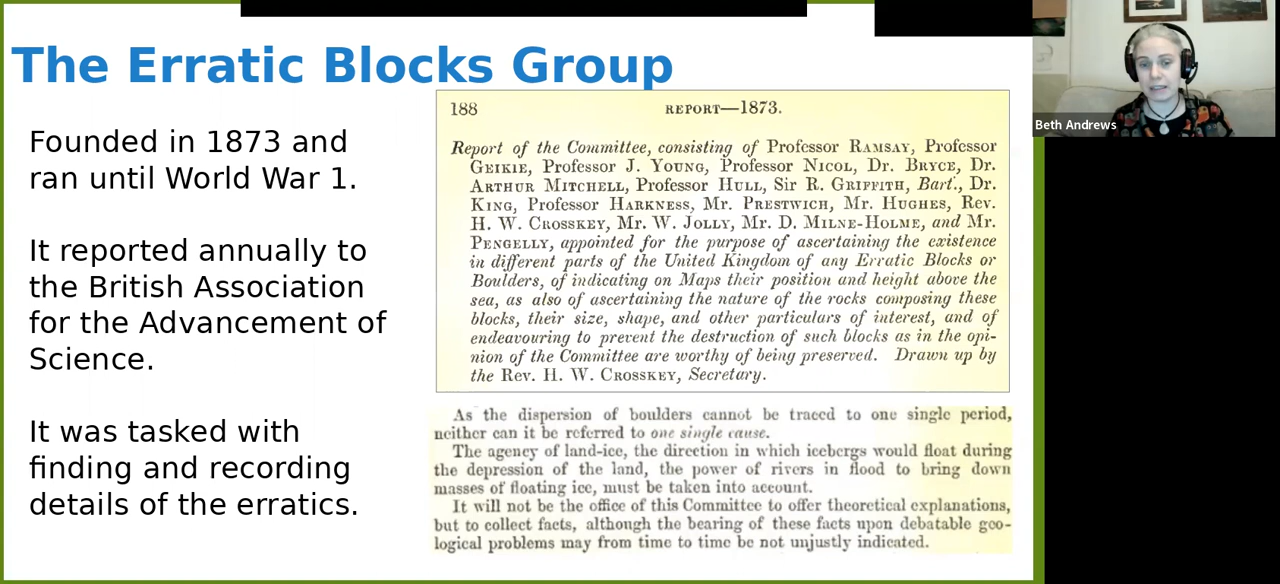 The Erratic Blocks Group
Founded in 1873 and
ran until World War 1.
It reported annually to
the British Association
for the Advancement of
Science.
It was tasked with
finding and recording
details of the erratics.
188 REPORT—1873.
Report of the Committee, consisting of Professor RAMSAY, Professor
GEIKIE, Professor J. YOUNG, Professor NICOL, Dr. BRYCE, Dr.
ARTHUR MITCHELL, Professor HULL, Sir R. GRIFFITH, Bart., Dr.
KING, Professor HARKNESS, Mr. PRESTWICH, Mr. HUGHES, Rev.
H. W. CROSSKEY, Mr. W. JOLLY, Mr. D. MILNE-HOLME, and Mr.
PENGELLY, appointed for the purpose of ascertaining the existence
in different parts of the United Kingdom of any Erratic Blocks or
Boulders, of indicating on Maps their position and height above the
sea, as also of ascertaining the nature of the rocks composing these
blocks, their size, shape, and other particulars of interest, and of
endeavouring to prevent the destruction of such blocks as in the opi-
nion of the Committee are worthy of being preserved. Drawn up by
the Rev. H. W. CROSSKEY, Secretary.
As the dispersion of boulders cannot be traced to one single period,
neither can it be referred to one single cause.
The agency of land-ice, the direction in which icebergs would float during
the depression of the land, the power of rivers in flood to bring down
masses of floating ice, must be taken into account.
It will not be the office of this Committee to offer theoretical explanations,
but to collect facts, although the bearing of these facts upon debatable geo-
logical problems may from time to time be not unjustly indicated.
Beth Andrews